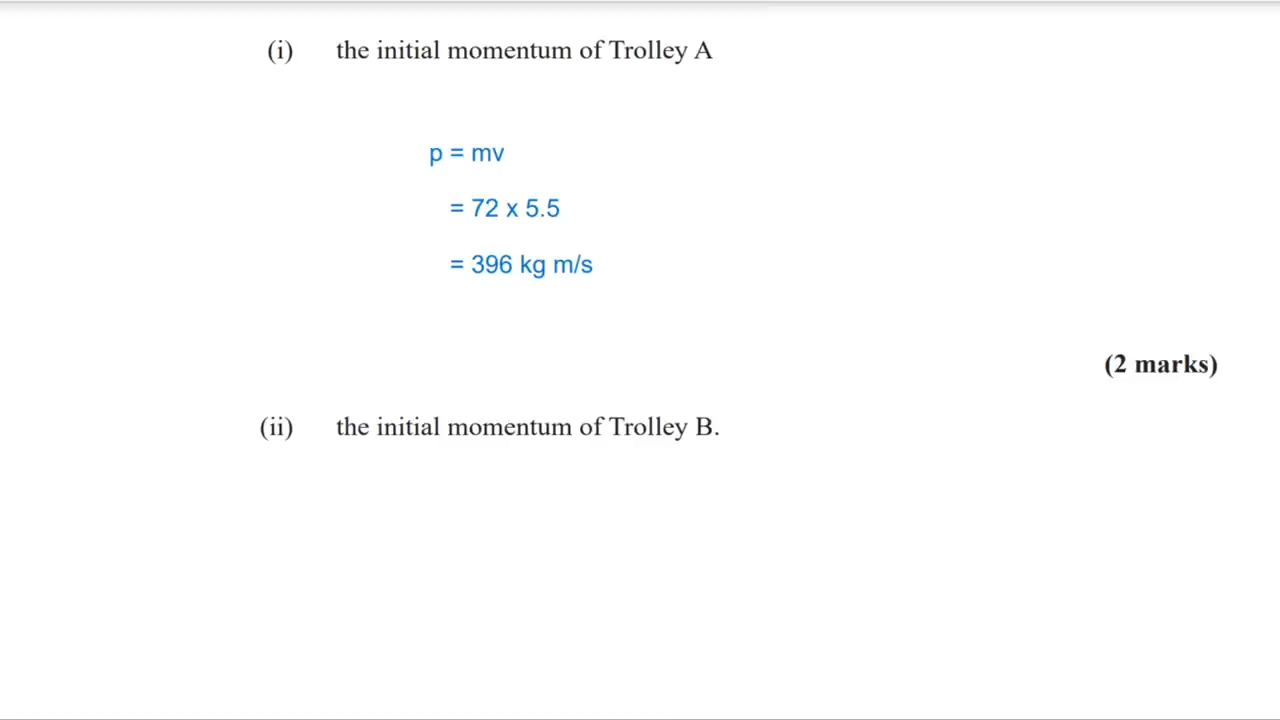 (i) the initial momentum of Trolley A
p = mv
= 72 x 5.5
= 396 kg m/s
(2 marks)
(ii) the initial momentum of Trolley B.